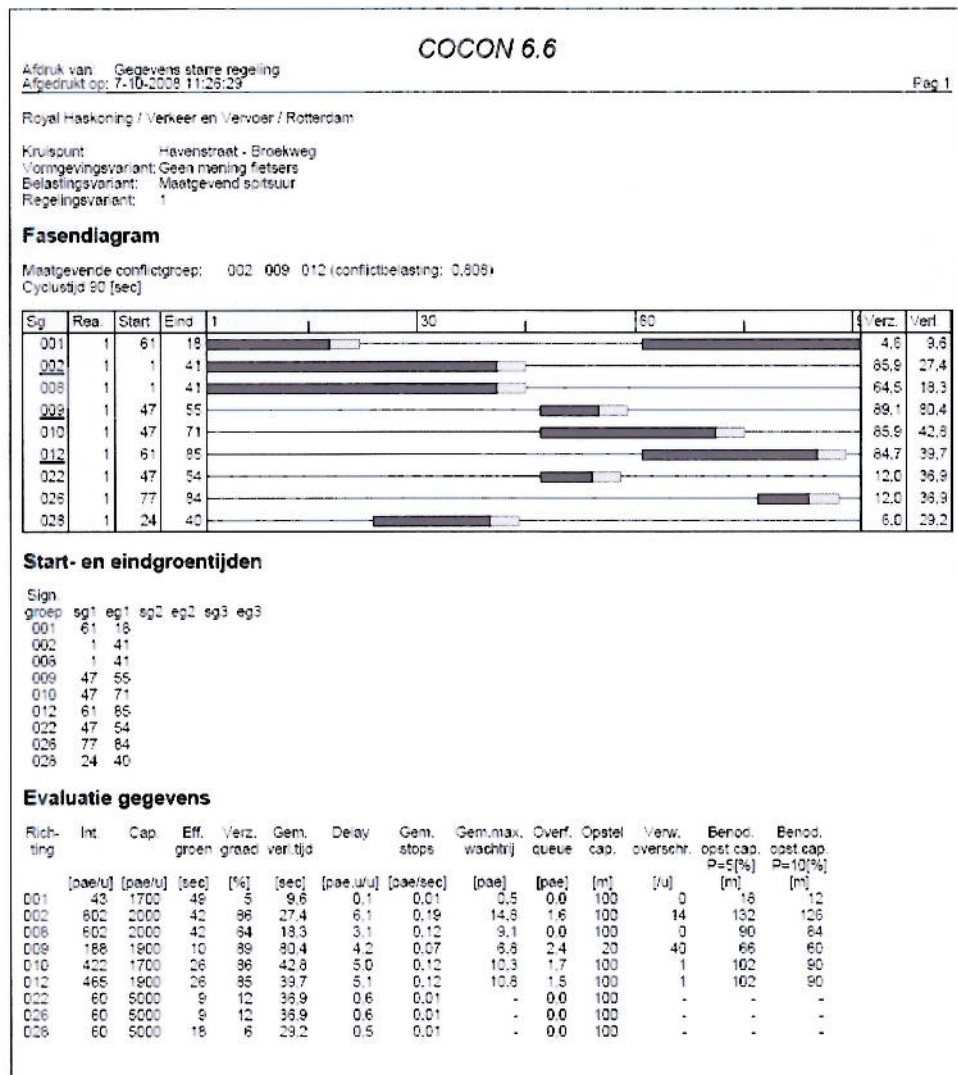 COCON 6.6
Afdruk van: Gegevens starre regeling
Afgedrukt op: 7-10-2008 11:26:29 Pag 1
Royal Haskoning / Verkeer en Vervoer / Rotterdam
Kruispunt: Havenstraat - Broekweg
Vormgevingsvariant: Geen mening fietsers
Belastingsvariant: Maatgevend spitsuur
Regelingsvariant: 1
Fasendiagram
Maatgevende conflictgroep: 002 009 012 (conflictbelasting: 0,808)
Cyclustijd 90 [sec]
Sg Rea. Start Eind 1 30 60 9 Verz. Verl.
001 1 61 18 4,6 9,6
002 1 1 41 85,9 27,4
008 1 1 41 64,5 18,3
009 1 47 55 89,1 80,4
010 1 47 71 85,9 42,8
012 1 61 85 84,7 39,7
022 1 47 54 12,0 36,9
026 1 77 84 12,0 36,9
028 1 24 40 6,0 29,2
Start- en eindgroentijden
Sign.
groep sg1 eg1 sg2 eg2 sg3 eg3
001 61 18
002 1 41
008 1 41
009 47 55
010 47 71
012 61 85
022 47 54
026 77 84
028 24 40
Evaluatie gegevens
Rich- Int. Cap. Eff. Verz. Gem. Delay Gem. Gem.max. Overf. Opstel Verw. Benod. Benod.
ting groen graad verl.tijd stops wachtrij queue cap. overschr. opst.cap. opst.cap.
P=5[%] P=10[%]
[pae/u] [pae/u] [sec] [%] [sec] [pae.u/u] [pae/sec] [pae] [pae] [m] [/u] [m] [m]
001 43 1700 49 5 9.6 0.1 0.01 0.5 0.0 100 0 18 12
002 802 2000 42 86 27.4 6.1 0.19 14.8 1.6 100 14 132 126
008 602 2000 42 64 18.3 3.1 0.12 9.1 0.0 100 0 90 84
009 188 1900 10 89 80.4 4.2 0.07 6.8 2.4 20 40 66 60
010 422 1700 26 86 42.8 5.0 0.12 10.3 1.7 100 1 102 90
012 465 1900 26 85 39.7 5.1 0.12 10.8 1.5 100 1 102 90
022 60 5000 9 12 36.9 0.6 0.01 - 0.0 100 - - -
026 60 5000 9 12 36.9 0.6 0.01 - 0.0 100 - - -
028 60 5000 18 6 29.2 0.5 0.01 - 0.0 100 - - -